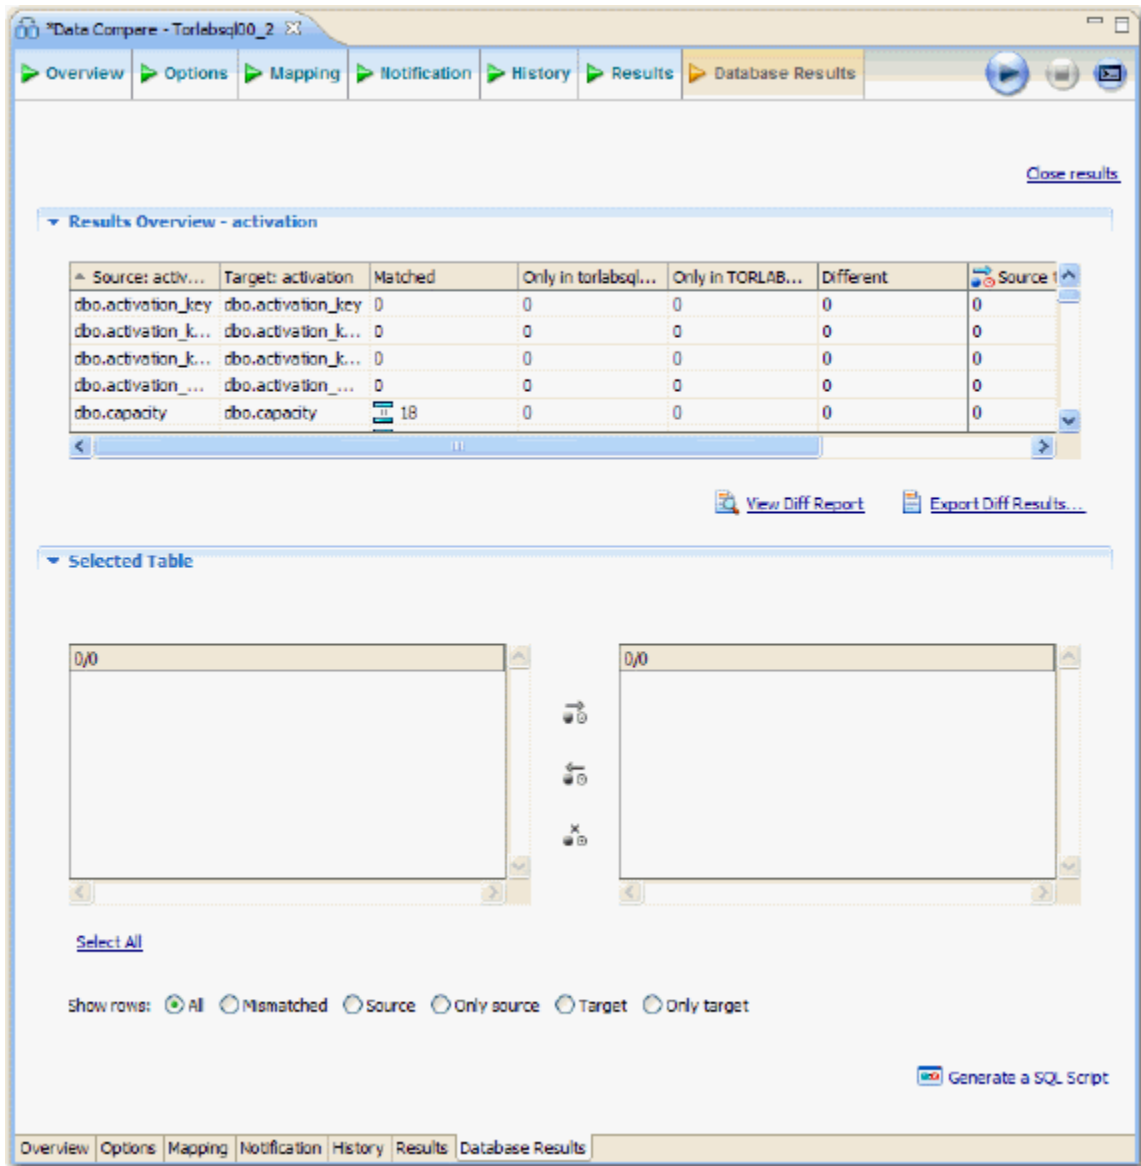 *Data Compare - Torlabsql00_2
Overview Options Mapping Notification History Results Database Results
Close results
Results Overview - activation
Source: activ... Target: activation Matched Only in torlabsql... Only in TORLAB... Different Source t
dbo.activation_key dbo.activation_key 0 0 0 0 0
dbo.activation_k... dbo.activation_k... 0 0 0 0 0
dbo.activation_k... dbo.activation_k... 0 0 0 0 0
dbo.activation_... dbo.activation_... 0 0 0 0 0
dbo.capacity dbo.capacity 18 0 0 0 0
View Diff Report Export Diff Results...
Selected Table
0/0 0/0
Select All
Show rows: All Mismatched Source Only source Target Only target
Generate a SQL Script
Overview Options Mapping Notification History Results Database Results